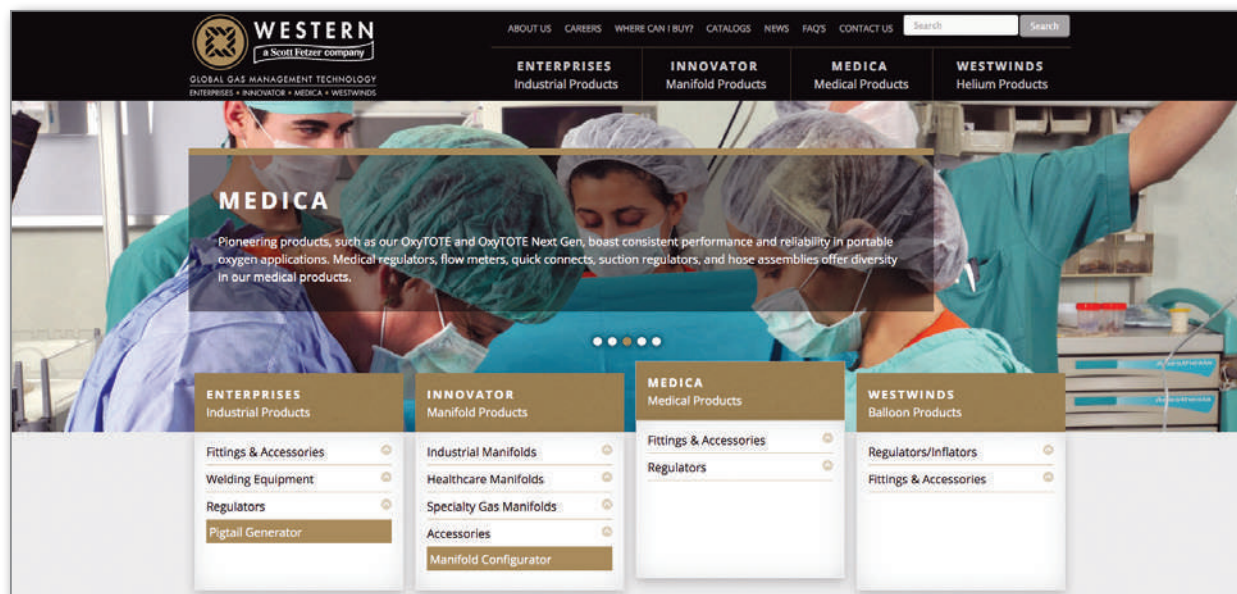 WESTERN
a Scott Fetzer company
GLOBAL GAS MANAGEMENT TECHNOLOGY
ENTERPRISES • INNOVATOR • MEDICA • WESTWINDS
ABOUT US CAREERS WHERE CAN I BUY? CATALOGS NEWS FAQ'S CONTACT US Search Search
ENTERPRISES
Industrial Products
INNOVATOR
Manifold Products
MEDICA
Medical Products
WESTWINDS
Helium Products
MEDICA
Pioneering products, such as our OxyTOTE and OxyTOTE Next Gen, boast consistent performance and reliability in portable
oxygen applications. Medical regulators, flow meters, quick connects, suction regulators, and hose assemblies offer diversity
in our medical products.
ENTERPRISES
Industrial Products
Fittings & Accessories
Welding Equipment
Regulators
Pigtail Generator
INNOVATOR
Manifold Products
Industrial Manifolds
Healthcare Manifolds
Specialty Gas Manifolds
Accessories
Manifold Configurator
MEDICA
Medical Products
Fittings & Accessories
Regulators
WESTWINDS
Balloon Products
Regulators/Inflators
Fittings & Accessories